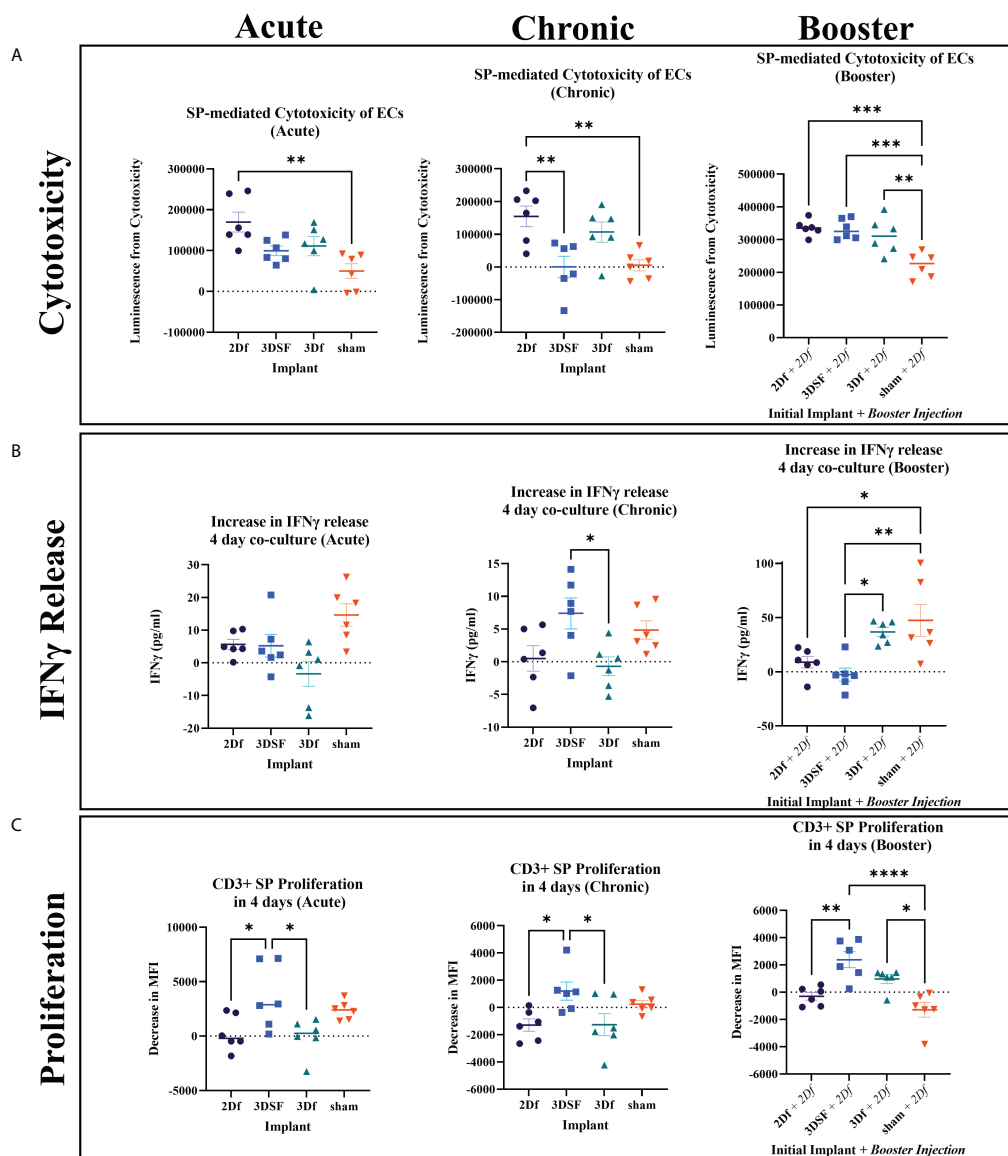 Acute
Chronic
Booster
A
Cytotoxicity
SP-mediated Cytotoxicity of ECs
(Acute)
**
Luminescence from Cytotoxicity
300000
200000
100000
0
-100000
2Df
3DSF
3Df
sham
Implant
SP-mediated Cytotoxicity of ECs
(Chronic)
**
**
Luminescence from Cytotoxicity
300000
200000
100000
0
-100000
-200000
2Df
3DSF
3Df
sham
Implant
SP-mediated Cytotoxicity of ECs
(Booster)
***
***
**
Luminescence from Cytotoxicity
500000
400000
300000
200000
100000
0
2Df + 2Df
3DSF + 2Df
3Df + 2Df
sham + 2Df
Initial Implant + Booster Injection
B
IFNγ Release
Increase in IFNγ release
4 day co-culture (Acute)
IFNγ (pg/ml)
30
20
10
0
-10
-20
2Df
3DSF
3Df
sham
Implant
Increase in IFNγ release
4 day co-culture (Chronic)
*
IFNγ (pg/ml)
15
10
5
0
-5
-10
2Df
3DSF
3Df
sham
Implant
Increase in IFNγ release
4 day co-culture (Booster)
*
**
*
IFNγ (pg/ml)
100
50
0
-50
2Df + 2Df
3DSF + 2Df
3Df + 2Df
sham + 2Df
Initial Implant + Booster Injection
C
Proliferation
CD3+ SP Proliferation
in 4 days (Acute)
*
*
Decrease in MFI
10000
5000
0
-5000
2Df
3DSF
3Df
sham
Implant
CD3+ SP Proliferation
in 4 days (Chronic)
*
*
Decrease in MFI
6000
4000
2000
0
-2000
-4000
-6000
2Df
3DSF
3Df
sham
Implant
CD3+ SP Proliferation
in 4 days (Booster)
****
**
*
Decrease in MFI
6000
4000
2000
0
-2000
-4000
-6000
2Df + 2Df
3DSF + 2Df
3Df + 2Df
sham + 2Df
Initial Implant + Booster Injection